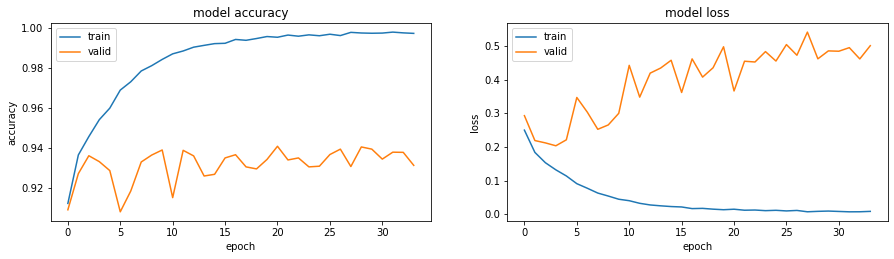 model accuracy
train
valid
accuracy
1.00
0.98
0.96
0.94
0.92
0 5 10 15 20 25 30
epoch
model loss
train
valid
loss
0.5
0.4
0.3
0.2
0.1
0.0
0 5 10 15 20 25 30
epoch